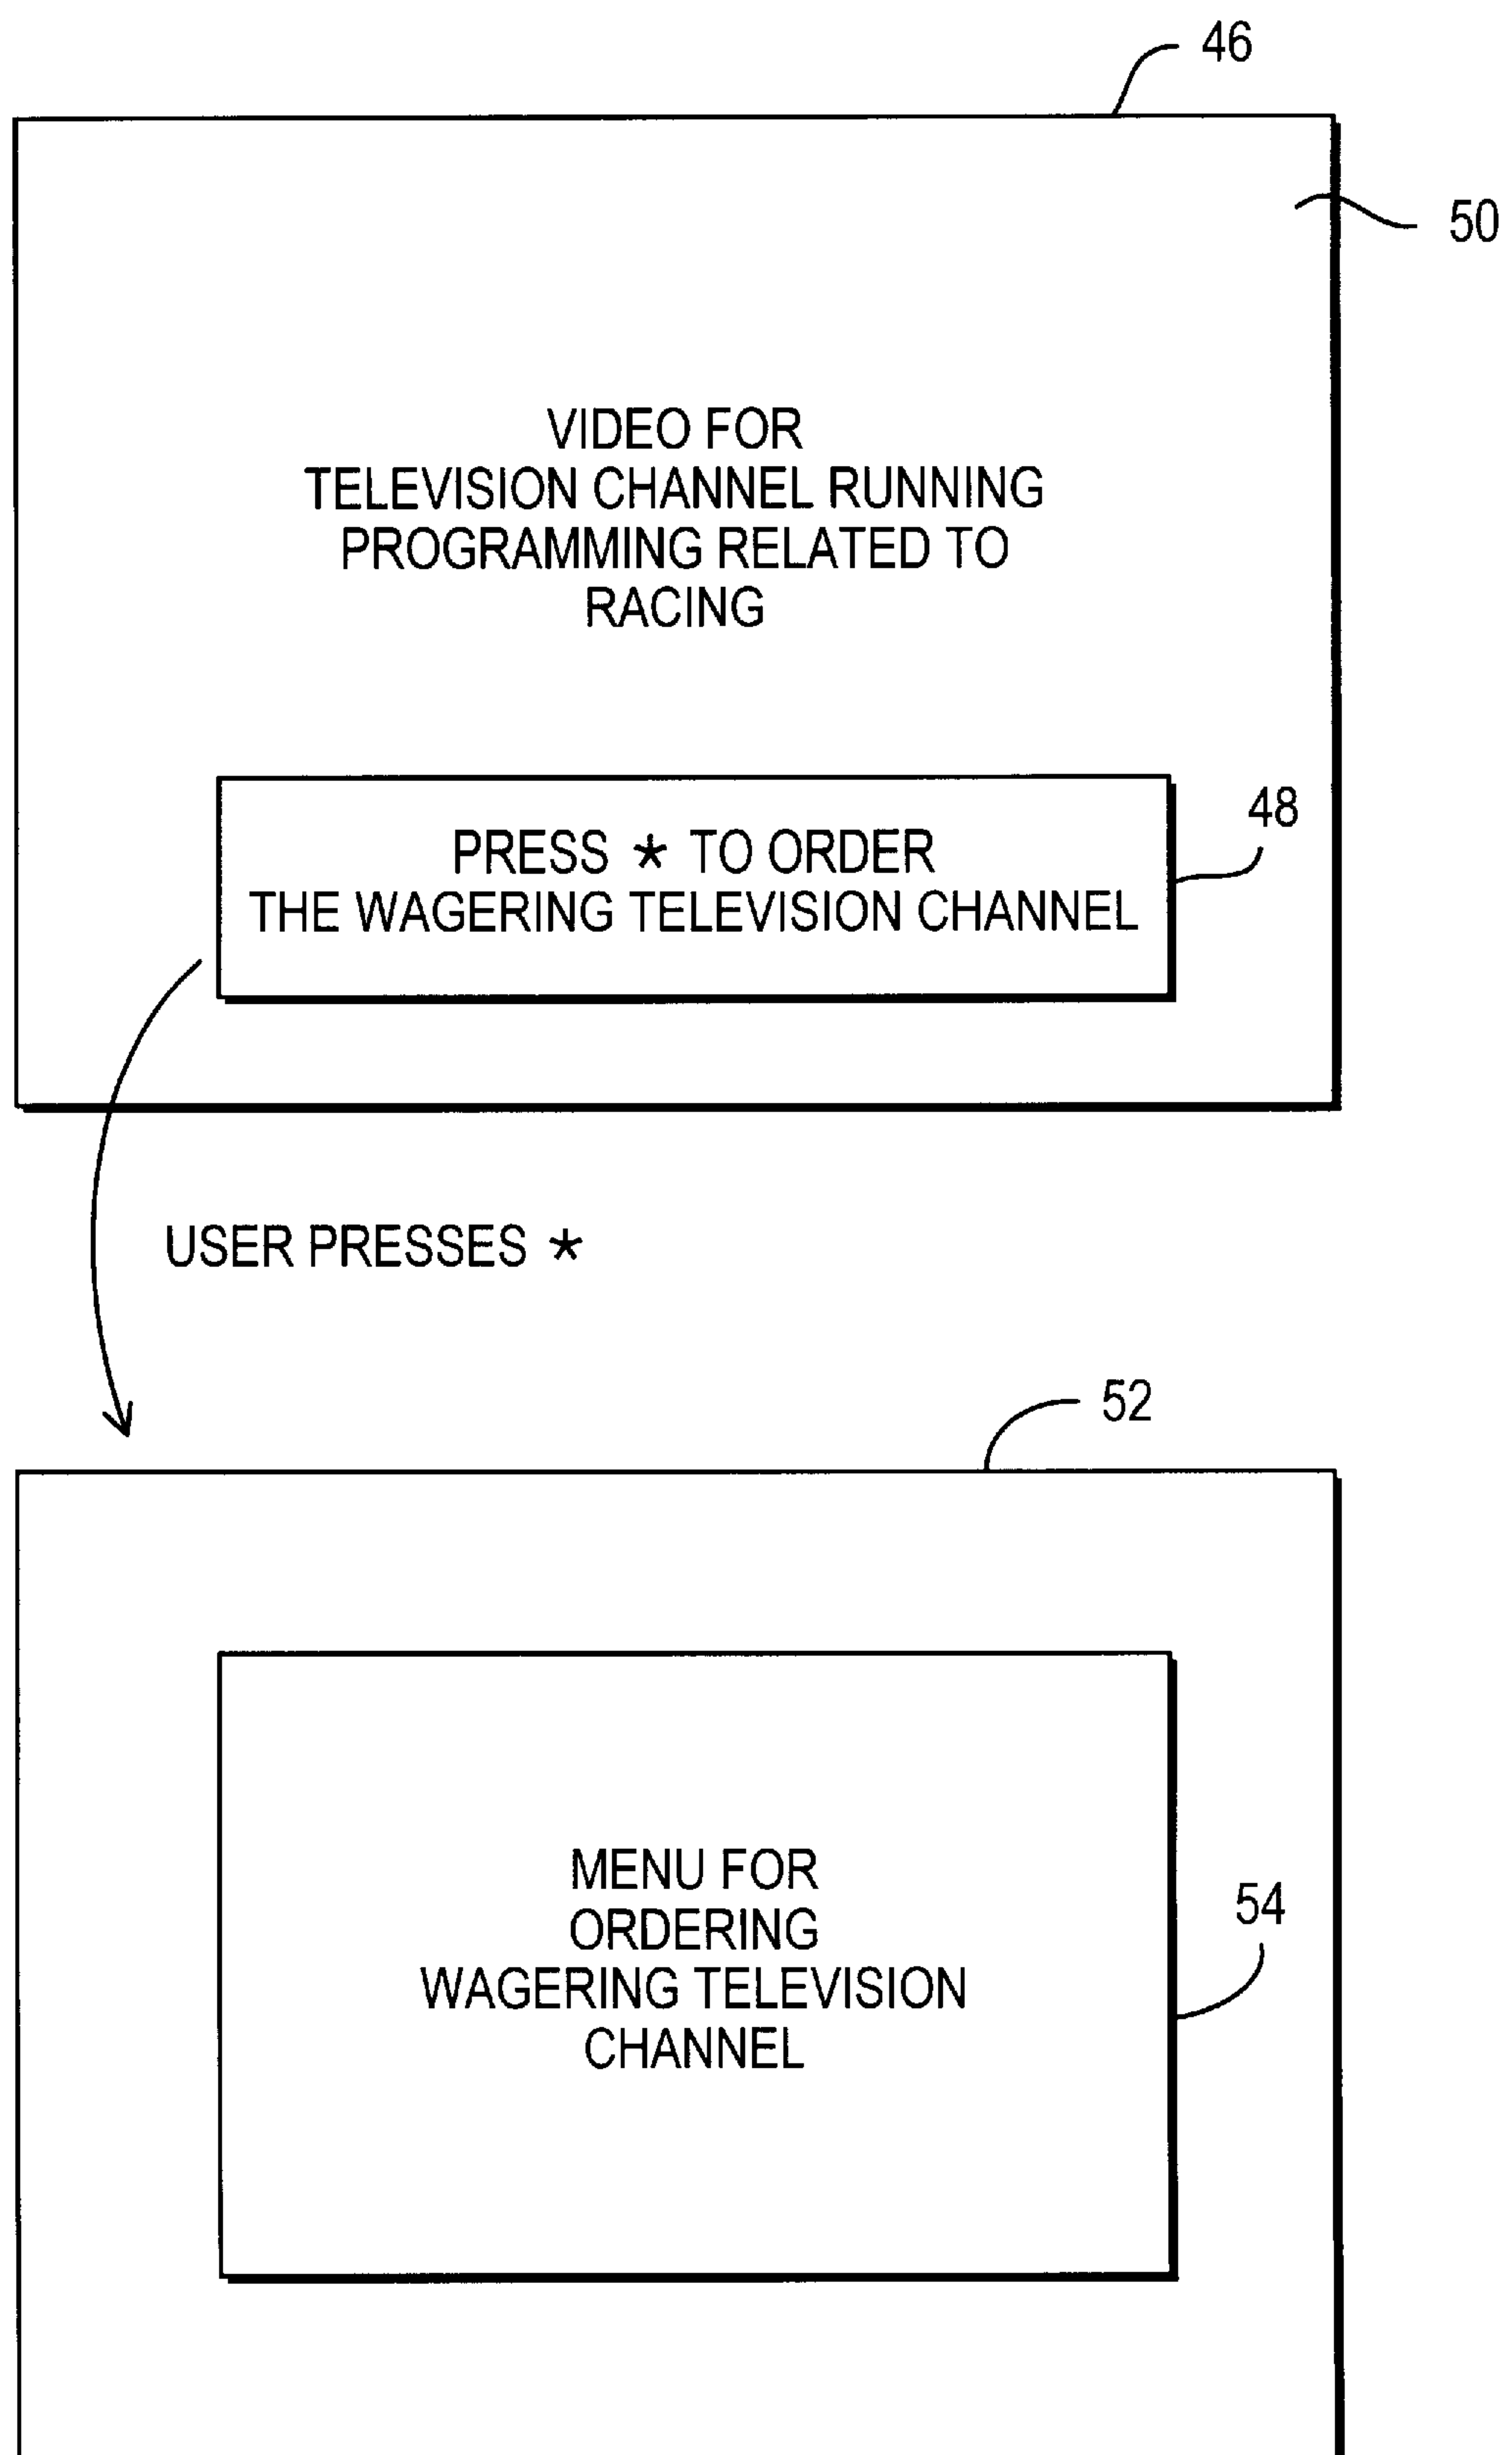 46
50
VIDEO FOR
TELEVISION CHANNEL RUNNING
PROGRAMMING RELATED TO
RACING
48
PRESS * TO ORDER
THE WAGERING TELEVISION CHANNEL
USER PRESSES *
52
MENU FOR
ORDERING
WAGERING TELEVISION
CHANNEL
54